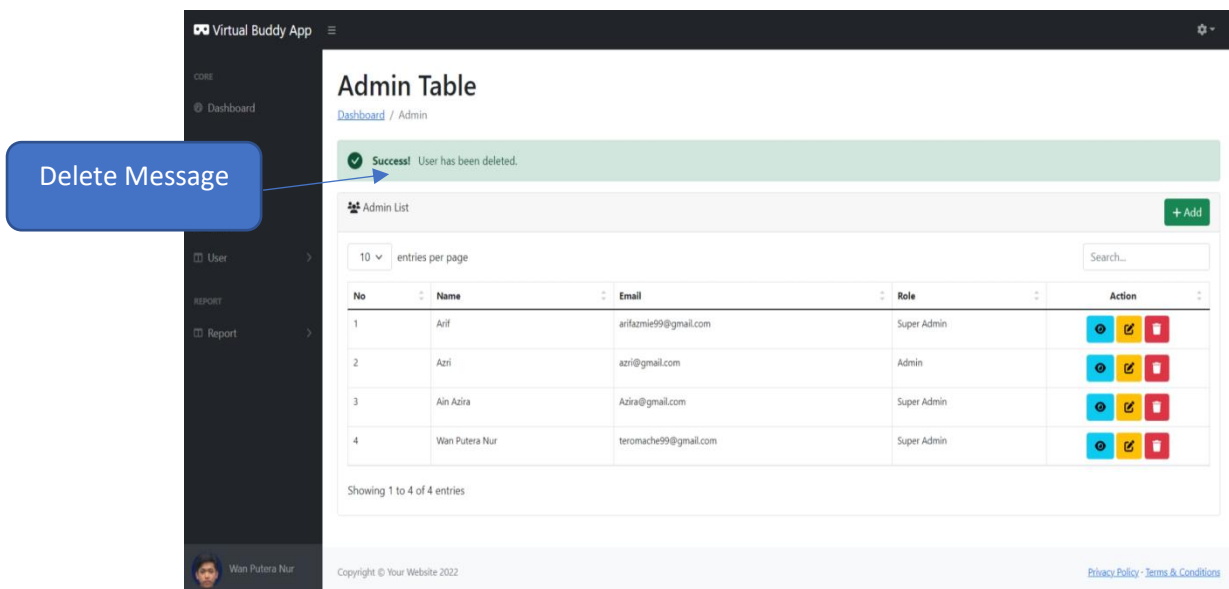 Virtual Buddy App
CORE
Dashboard
Admin Table
Dashboard / Admin
Delete Message
Success! User has been deleted.
Admin List
+ Add
User
10 entries per page
Search...
REPORT
Report
No Name Email Role Action
1 Arif arifazmie99@gmail.com Super Admin
2 Azri azri@gmail.com Admin
3 Ain Azira Azira@gmail.com Super Admin
4 Wan Putera Nur teromache99@gmail.com Super Admin
Showing 1 to 4 of 4 entries
Wan Putera Nur
Copyright © Your Website 2022
Privacy Policy · Terms & Conditions